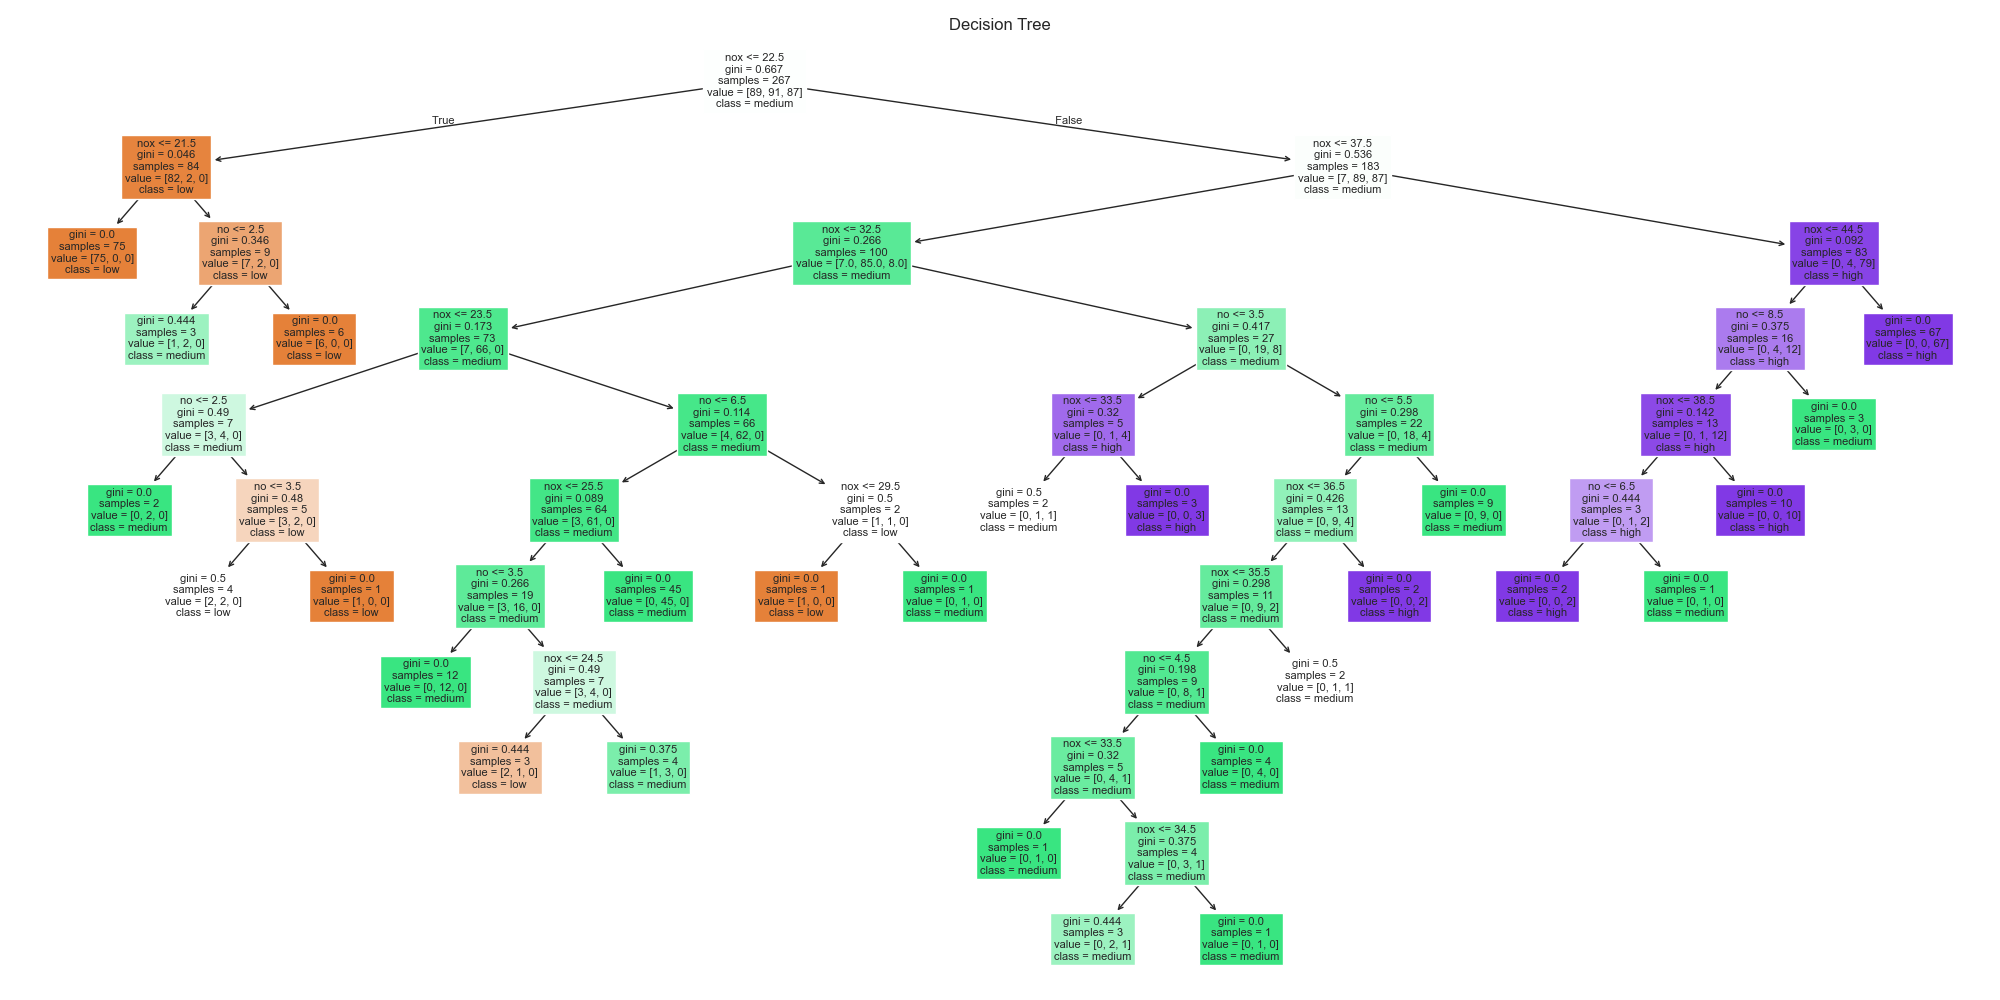 Decision Tree
nox <= 22.5
gini = 0.667
samples = 267
value = [89, 91, 87]
class = medium
True
False
nox <= 21.5
gini = 0.046
samples = 84
value = [82, 2, 0]
class = low
nox <= 37.5
gini = 0.536
samples = 183
value = [7, 89, 87]
class = medium
gini = 0.0
samples = 75
value = [75, 0, 0]
class = low
no <= 2.5
gini = 0.346
samples = 9
value = [7, 2, 0]
class = low
nox <= 32.5
gini = 0.266
samples = 100
value = [7.0, 85.0, 8.0]
class = medium
nox <= 44.5
gini = 0.092
samples = 83
value = [0, 4, 79]
class = high
gini = 0.444
samples = 3
value = [1, 2, 0]
class = medium
gini = 0.0
samples = 6
value = [6, 0, 0]
class = low
nox <= 23.5
gini = 0.173
samples = 73
value = [7, 66, 0]
class = medium
no <= 3.5
gini = 0.417
samples = 27
value = [0, 19, 8]
class = medium
no <= 8.5
gini = 0.375
samples = 16
value = [0, 4, 12]
class = high
gini = 0.0
samples = 67
value = [0, 0, 67]
class = high
no <= 2.5
gini = 0.49
samples = 7
value = [3, 4, 0]
class = medium
no <= 6.5
gini = 0.114
samples = 66
value = [4, 62, 0]
class = medium
nox <= 33.5
gini = 0.32
samples = 5
value = [0, 1, 4]
class = high
no <= 5.5
gini = 0.298
samples = 22
value = [0, 18, 4]
class = medium
nox <= 38.5
gini = 0.142
samples = 13
value = [0, 1, 12]
class = high
gini = 0.0
samples = 3
value = [0, 3, 0]
class = medium
gini = 0.0
samples = 2
value = [0, 2, 0]
class = medium
no <= 3.5
gini = 0.48
samples = 5
value = [3, 2, 0]
class = low
nox <= 25.5
gini = 0.089
samples = 64
value = [3, 61, 0]
class = medium
nox <= 29.5
gini = 0.5
samples = 2
value = [1, 1, 0]
class = low
gini = 0.5
samples = 2
value = [0, 1, 1]
class = medium
gini = 0.0
samples = 3
value = [0, 0, 3]
class = high
nox <= 36.5
gini = 0.426
samples = 13
value = [0, 9, 4]
class = medium
gini = 0.0
samples = 9
value = [0, 9, 0]
class = medium
no <= 6.5
gini = 0.444
samples = 3
value = [0, 1, 2]
class = high
gini = 0.0
samples = 10
value = [0, 0, 10]
class = high
gini = 0.5
samples = 4
value = [2, 2, 0]
class = low
gini = 0.0
samples = 1
value = [1, 0, 0]
class = low
no <= 3.5
gini = 0.266
samples = 19
value = [3, 16, 0]
class = medium
gini = 0.0
samples = 45
value = [0, 45, 0]
class = medium
gini = 0.0
samples = 1
value = [1, 0, 0]
class = low
gini = 0.0
samples = 1
value = [0, 1, 0]
class = medium
nox <= 35.5
gini = 0.298
samples = 11
value = [0, 9, 2]
class = medium
gini = 0.0
samples = 2
value = [0, 0, 2]
class = high
gini = 0.0
samples = 2
value = [0, 0, 2]
class = high
gini = 0.0
samples = 1
value = [0, 1, 0]
class = medium
gini = 0.0
samples = 12
value = [0, 12, 0]
class = medium
nox <= 24.5
gini = 0.49
samples = 7
value = [3, 4, 0]
class = medium
no <= 4.5
gini = 0.198
samples = 9
value = [0, 8, 1]
class = medium
gini = 0.5
samples = 2
value = [0, 1, 1]
class = medium
gini = 0.444
samples = 3
value = [2, 1, 0]
class = low
gini = 0.375
samples = 4
value = [1, 3, 0]
class = medium
nox <= 33.5
gini = 0.32
samples = 5
value = [0, 4, 1]
class = medium
gini = 0.0
samples = 4
value = [0, 4, 0]
class = medium
gini = 0.0
samples = 1
value = [0, 1, 0]
class = medium
nox <= 34.5
gini = 0.375
samples = 4
value = [0, 3, 1]
class = medium
gini = 0.444
samples = 3
value = [0, 2, 1]
class = medium
gini = 0.0
samples = 1
value = [0, 1, 0]
class = medium